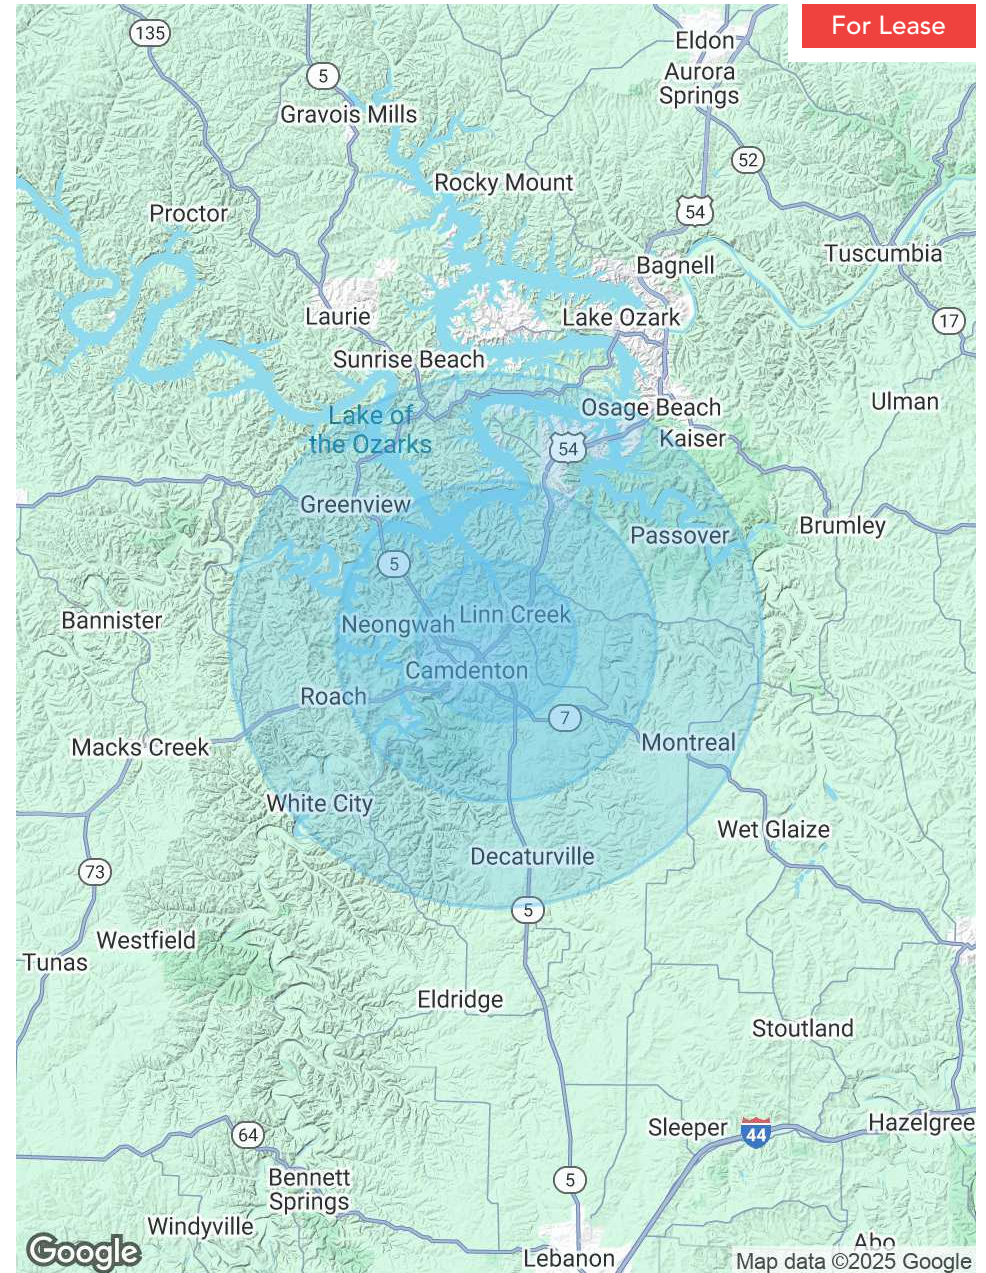 For Lease
135
Eldon
5
Aurora
Springs
Gravois Mills
52
Rocky Mount
Proctor
54
Tuscumbia
Bagnell
Laurie
Lake Ozark
17
Sunrise Beach
Ulman
Osage Beach
Lake of
the Ozarks
Kaiser
54
Greenview
Brumley
Passover
5
Bannister
Linn Creek
Neongwah
Camdenton
Roach
7
Montreal
Macks Creek
White City
Wet Glaize
Decaturville
73
5
Westfield
Tunas
Eldridge
Stoutland
Sleeper
44
Hazelgree
64
Bennett
Springs
5
Windyville
Abo
Google
Lebanon
Map data ©2025 Google